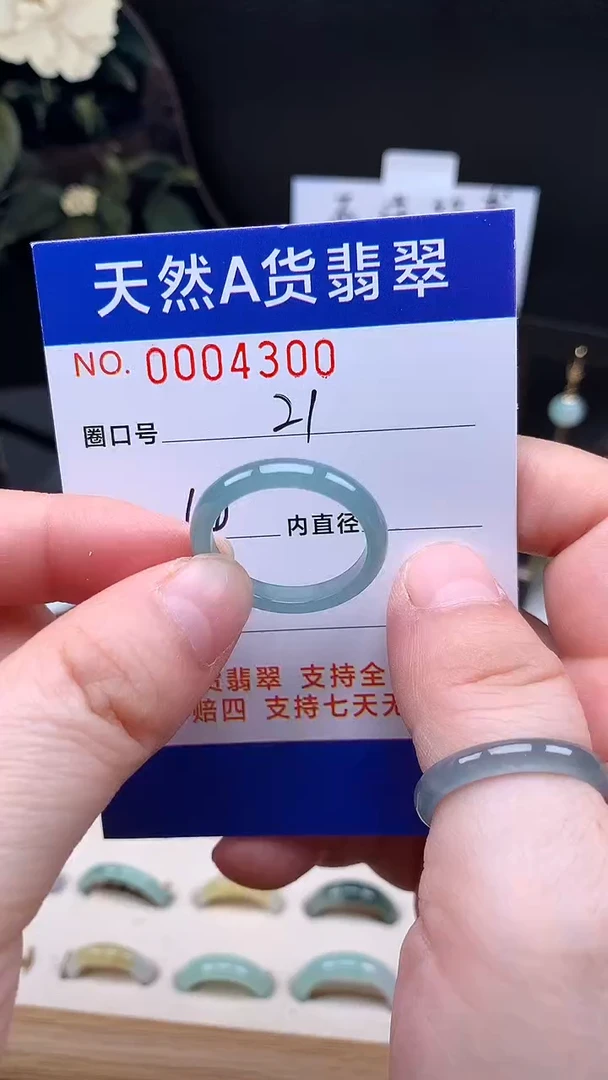 天然A货翡翠
NO. 0004300
圈口号 21
内直径
货翡翠 支持全
赔四 支持七天无